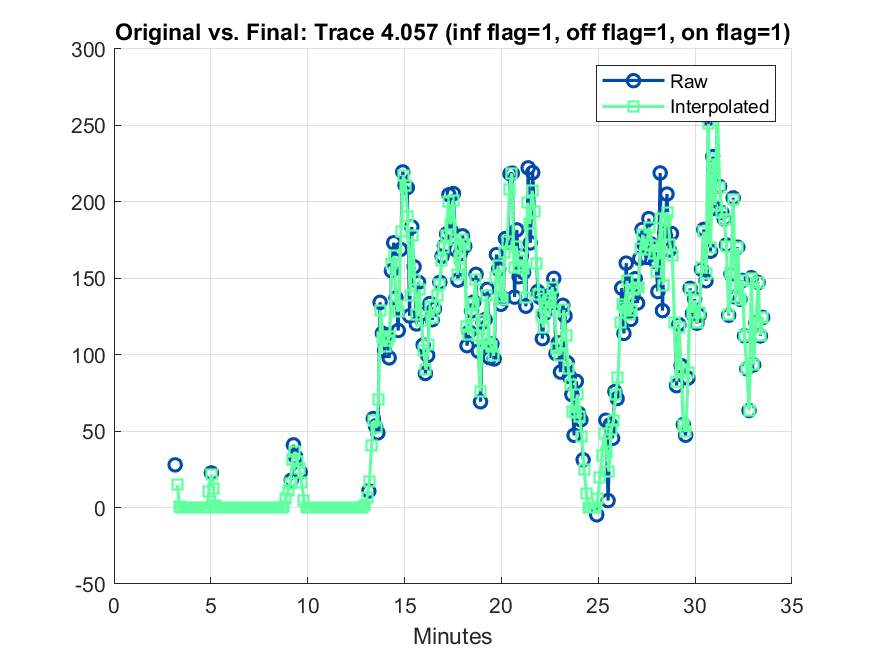 Original vs. Final: Trace 4.057 (inf flag=1, off flag=1, on flag=1)
300
250
200
150
100
50
0
-50
Raw
Interpolated
0 5 10 15 20 25 30 35
Minutes